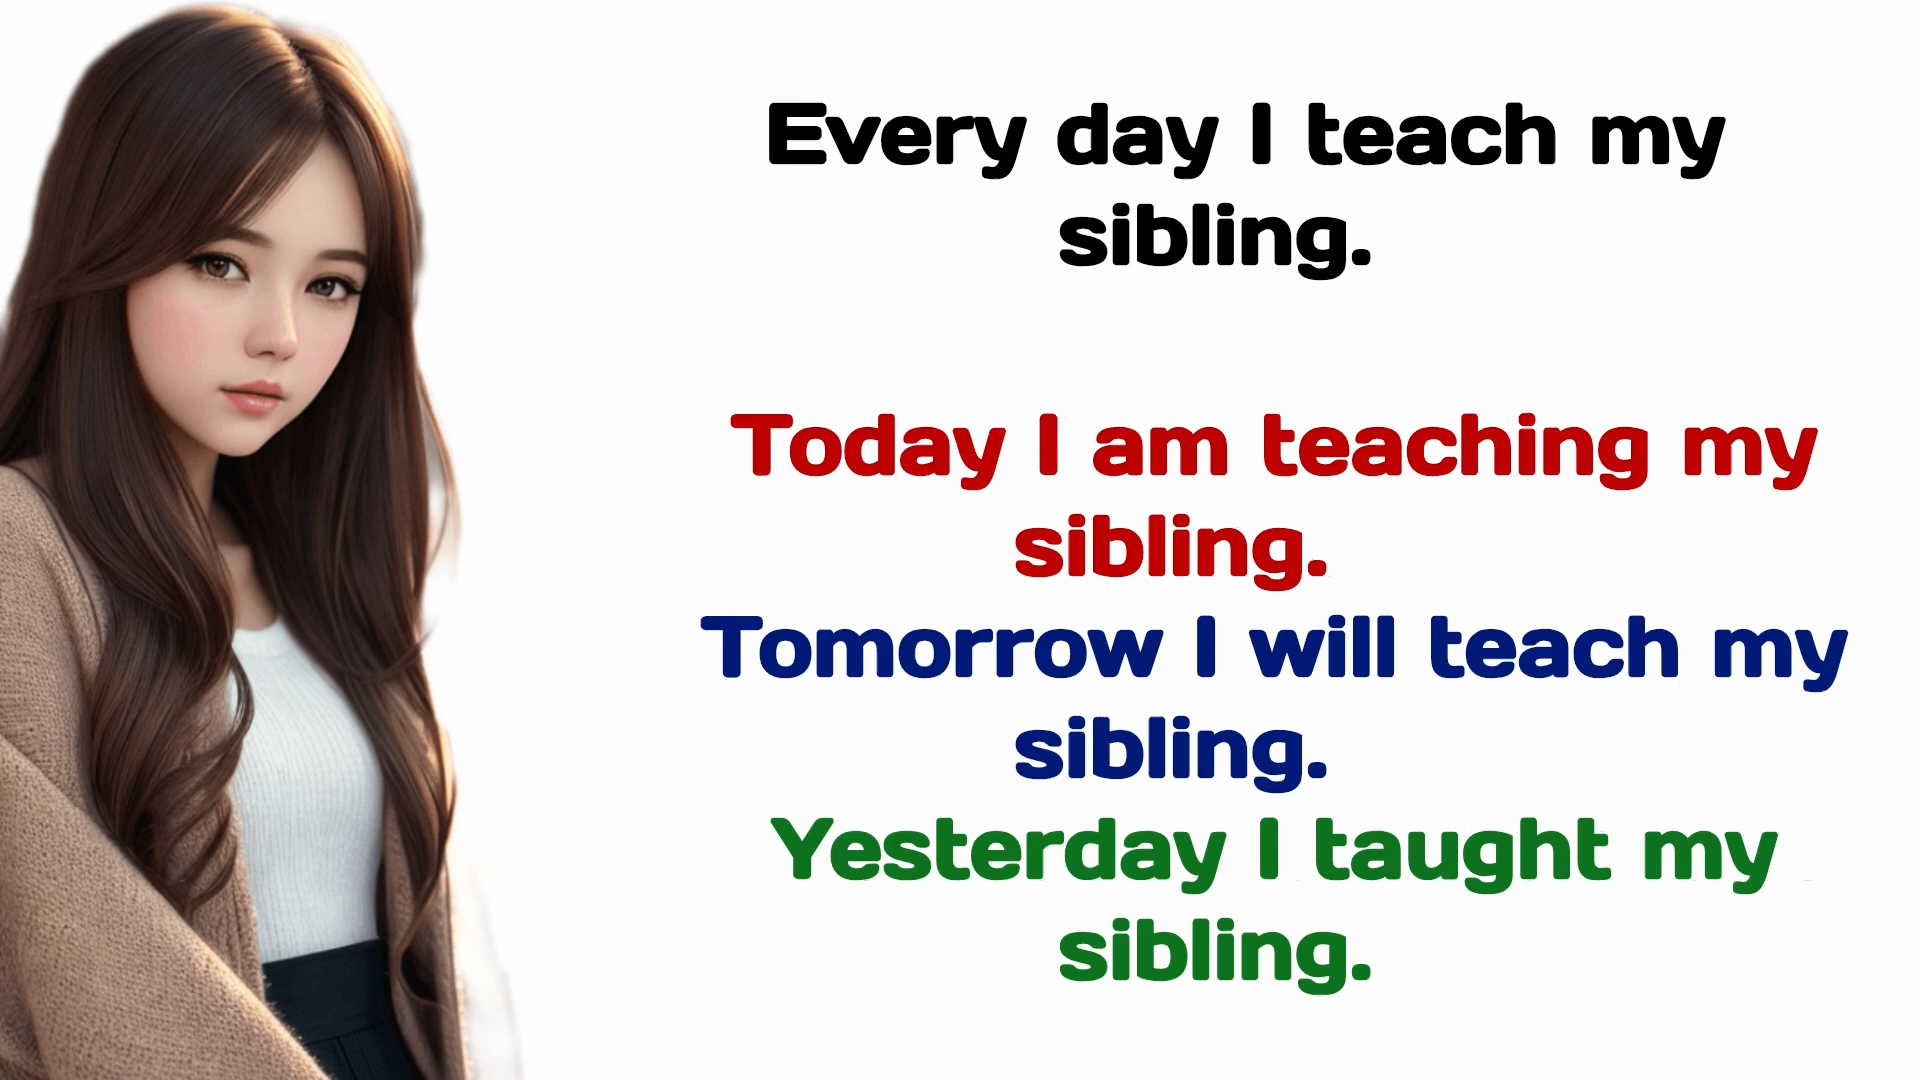 Every day I teach my
sibling.
Today I am teaching my
sibling.
Tomorrow I will teach my
sibling.
Yesterday I taught my
sibling.